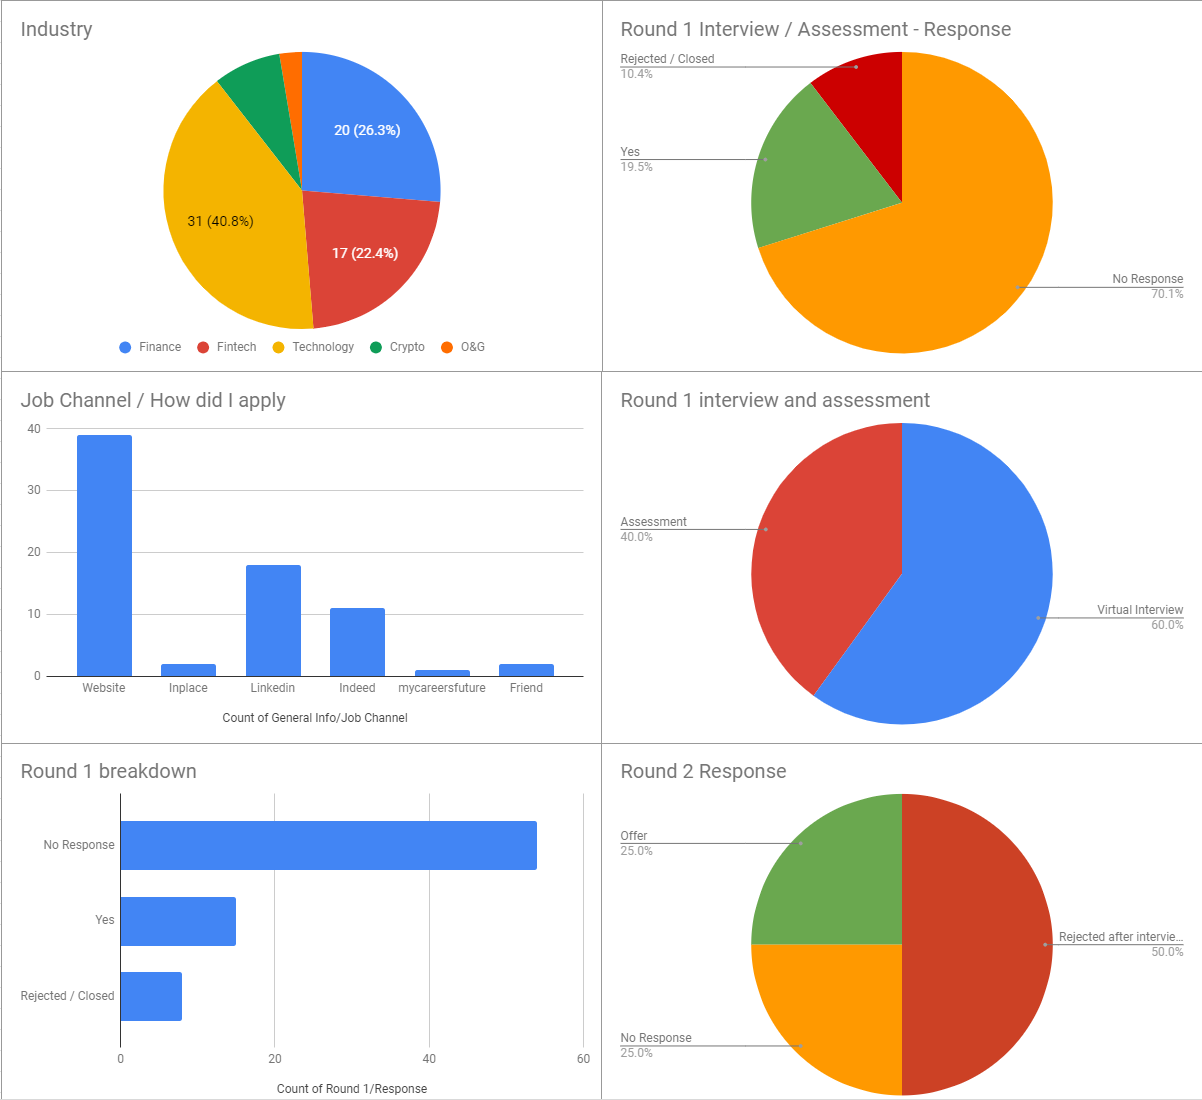 Industry
20 (26.3%)
31 (40.8%)
17 (22.4%)
Finance Fintech Technology Crypto O&G
Round 1 Interview / Assessment - Response
Rejected / Closed
10.4%
Yes
19.5%
No Response
70.1%
Job Channel / How did I apply
40
30
20
10
0
Website Inplace Linkedin Indeed mycareersfuture Friend
Count of General Info/Job Channel
Round 1 interview and assessment
Assessment
40.0%
Virtual Interview
60.0%
Round 1 breakdown
No Response
Yes
Rejected / Closed
0 20 40 60
Count of Round 1/Response
Round 2 Response
Offer
25.0%
Rejected after intervie...
50.0%
No Response
25.0%